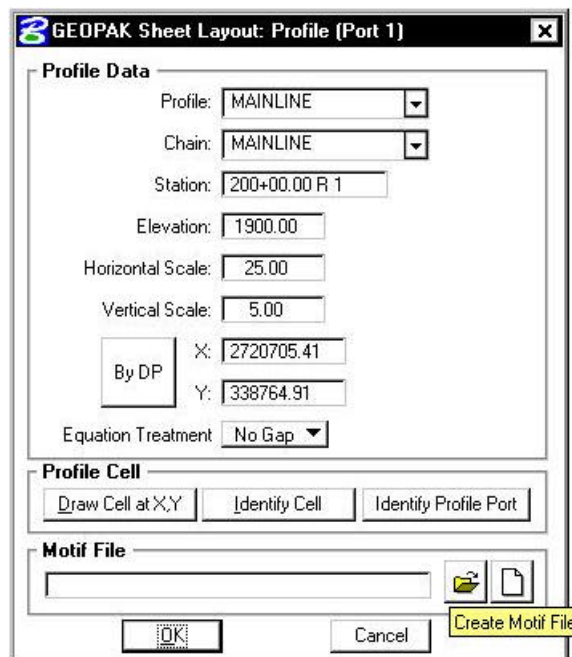 GEOPAK Sheet Layout: Profile (Port 1)
Profile Data
Profile: MAINLINE
Chain: MAINLINE
Station: 200+00.00 R 1
Elevation: 1900.00
Horizontal Scale: 25.00
Vertical Scale: 5.00
By DP
X: 2720705.41
Y: 338764.91
Equation Treatment No Gap
Profile Cell
Draw Cell at X,Y Identify Cell Identify Profile Port
Motif File
Create Motif File
OK Cancel